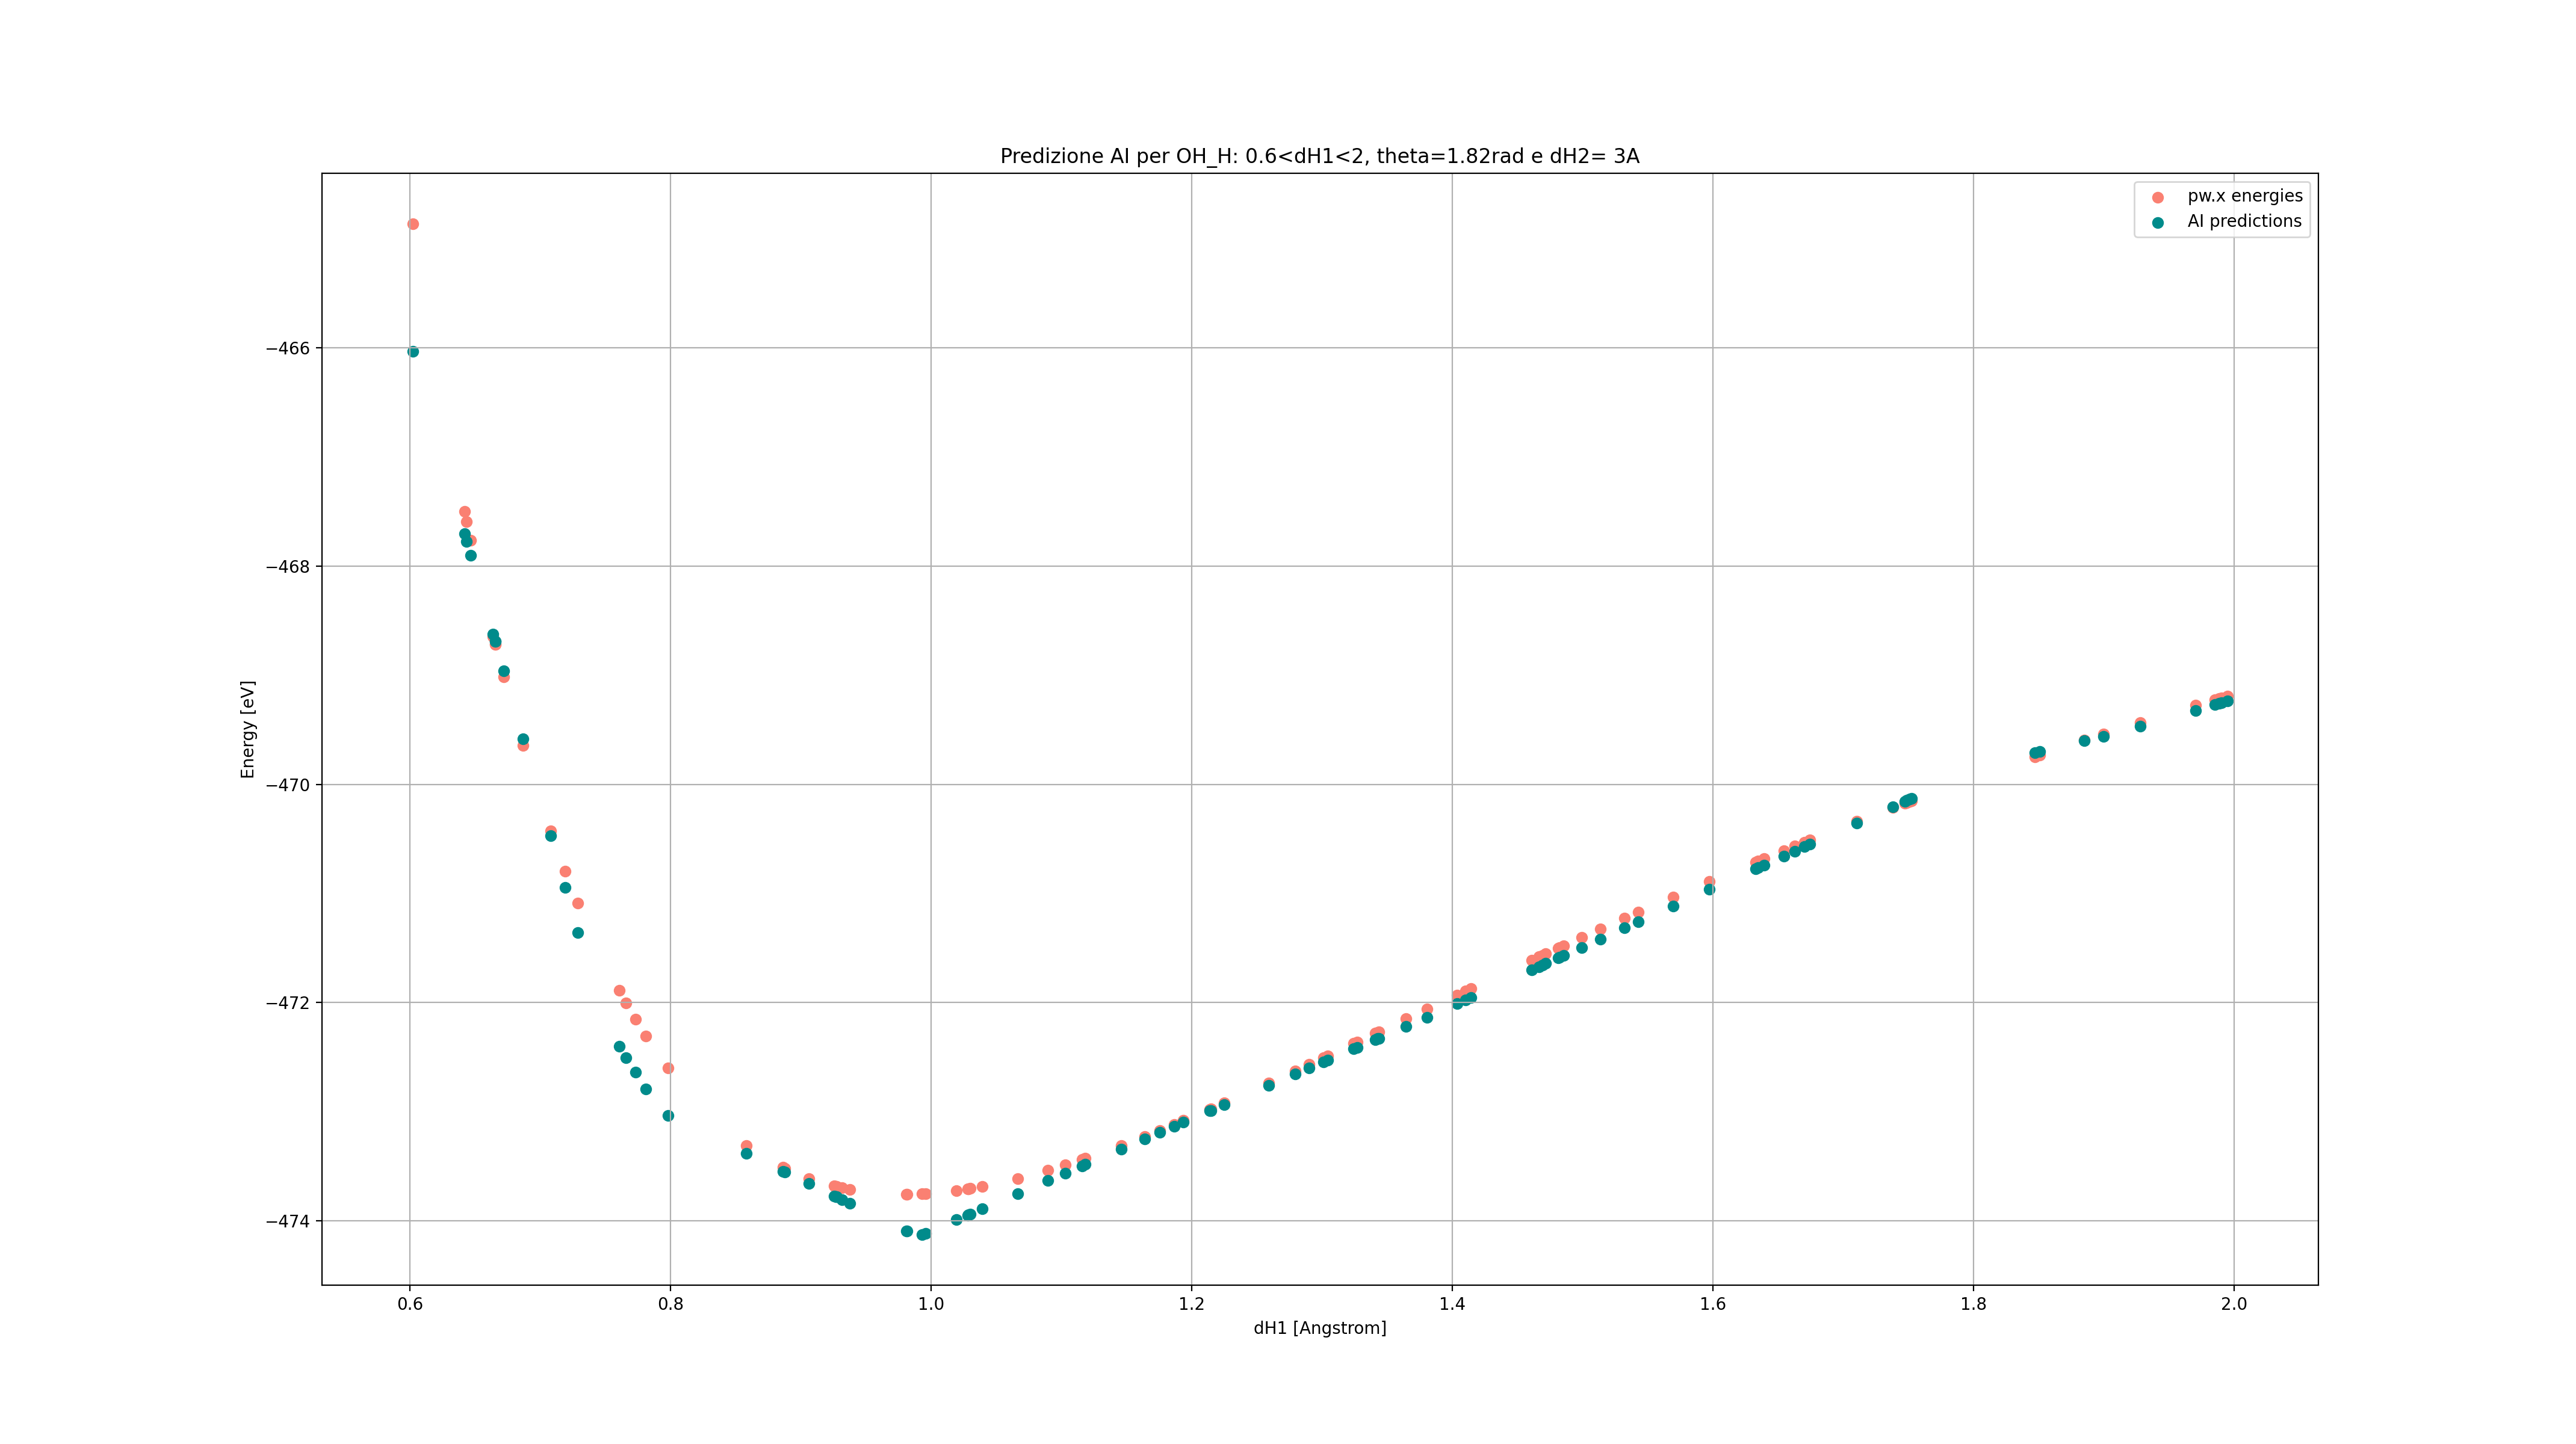 Predizione AI per OH_H: 0.6<dH1<2, theta=1.82rad e dH2= 3A
pw.x energies
AI predictions
Energy [eV]
−466
−468
−470
−472
−474
0.6 0.8 1.0 1.2 1.4 1.6 1.8 2.0
dH1 [Angstrom]